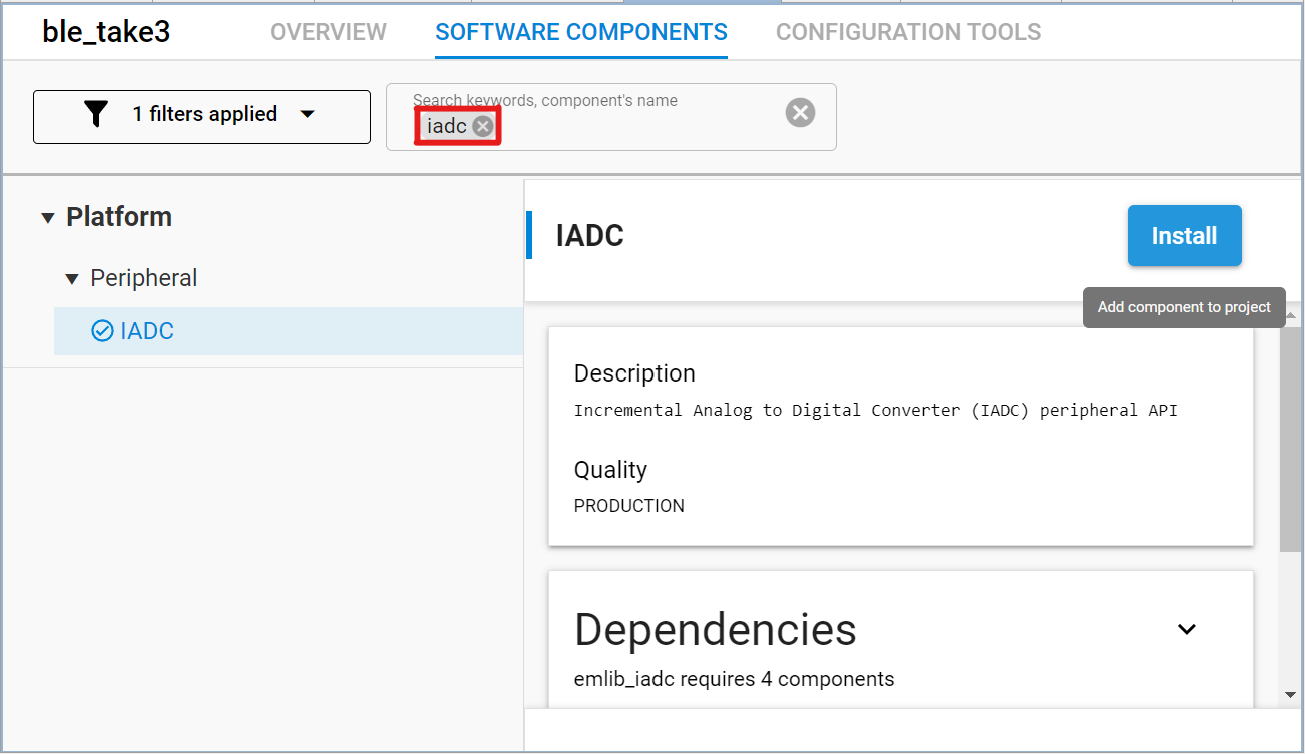 ble_take3
OVERVIEW
SOFTWARE COMPONENTS
CONFIGURATION TOOLS
1 filters applied
Search keywords, component's name
iadc
Platform
Peripheral
IADC
IADC
Install
Add component to project
Description
Incremental Analog to Digital Converter (IADC) peripheral API
Quality
PRODUCTION
Dependencies
emlib_iadc requires 4 components